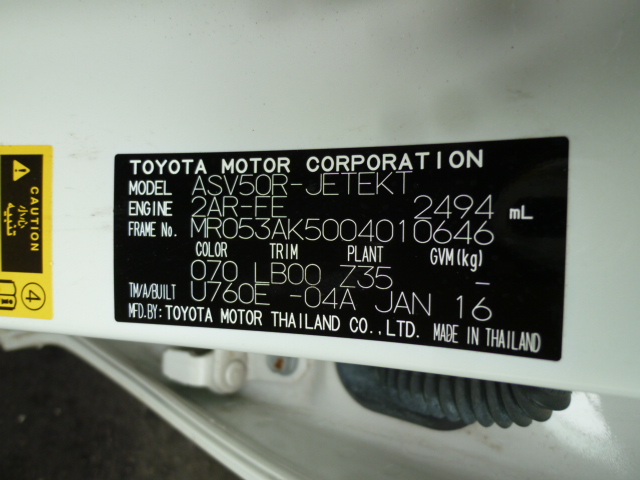 TOYOTA MOTOR CORPORATION
MODEL ASV50R-JETEKT
ENGINE 2AR-FE 2494 mL
FRAME No. MR053AK5004010646
COLOR TRIM PLANT GVM(kg)
070 LB00 Z35 -
TM/A/BUILT U760E -04A JAN 16
MFD.BY: TOYOTA MOTOR THAILAND CO.,LTD. MADE IN THAILAND
4